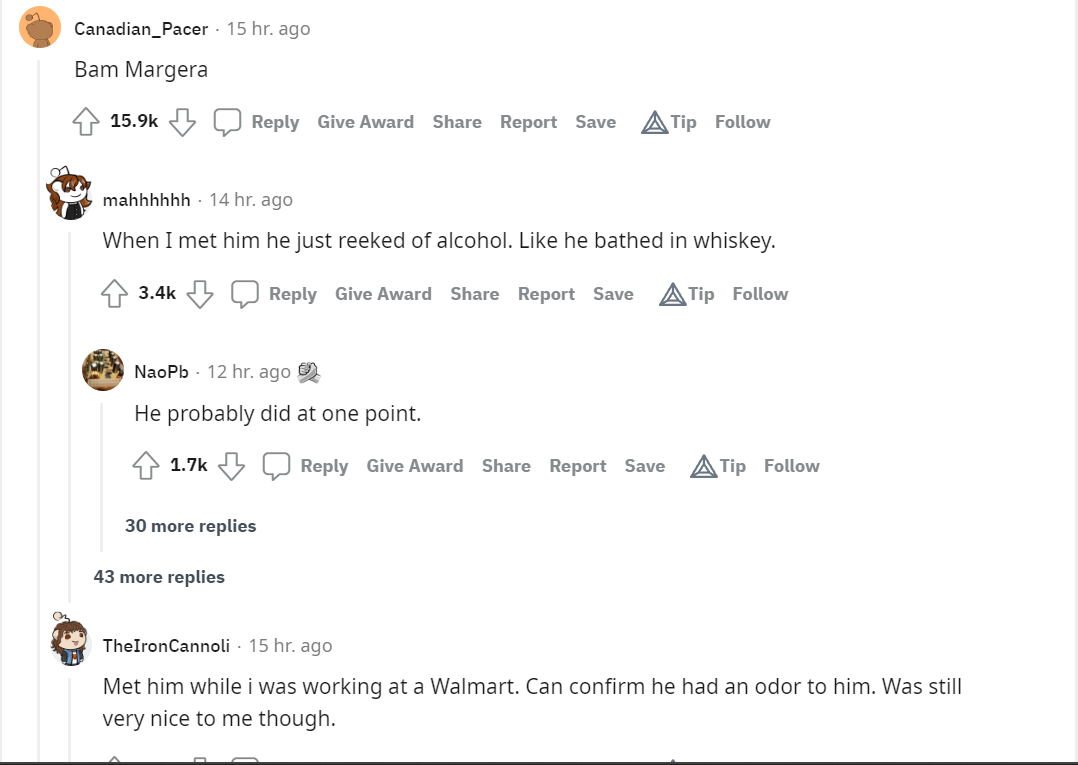 Canadian_Pacer · 15 hr. ago
Bam Margera
15.9k Reply Give Award Share Report Save Tip Follow
mahhhhhh · 14 hr. ago
When I met him he just reeked of alcohol. Like he bathed in whiskey.
3.4k Reply Give Award Share Report Save Tip Follow
NaoPb · 12 hr. ago
He probably did at one point.
1.7k Reply Give Award Share Report Save Tip Follow
30 more replies
43 more replies
TheIronCannoli · 15 hr. ago
Met him while i was working at a Walmart. Can confirm he had an odor to him. Was still
very nice to me though.